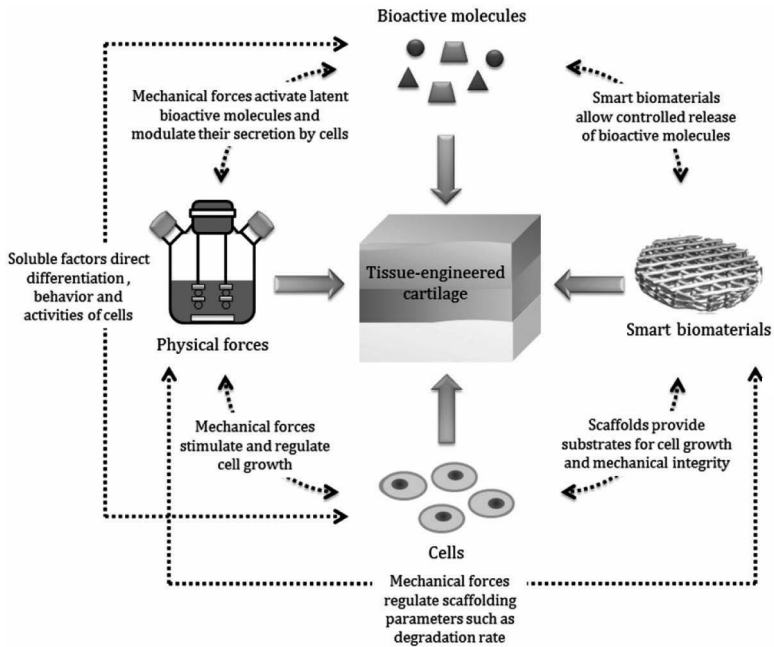 Bioactive molecules
Mechanical forces activate latent
bioactive molecules and
modulate their secretion by cells
Smart biomaterials
allow controlled release
of bioactive molecules
Soluble factors direct
differentiation ,
behavior and
activities of cells
Tissue-engineered
cartilage
Physical forces
Smart biomaterials
Mechanical forces
stimulate and regulate
cell growth
Scaffolds provide
substrates for cell growth
and mechanical integrity
Cells
Mechanical forces
regulate scaffolding
parameters such as
degradation rate